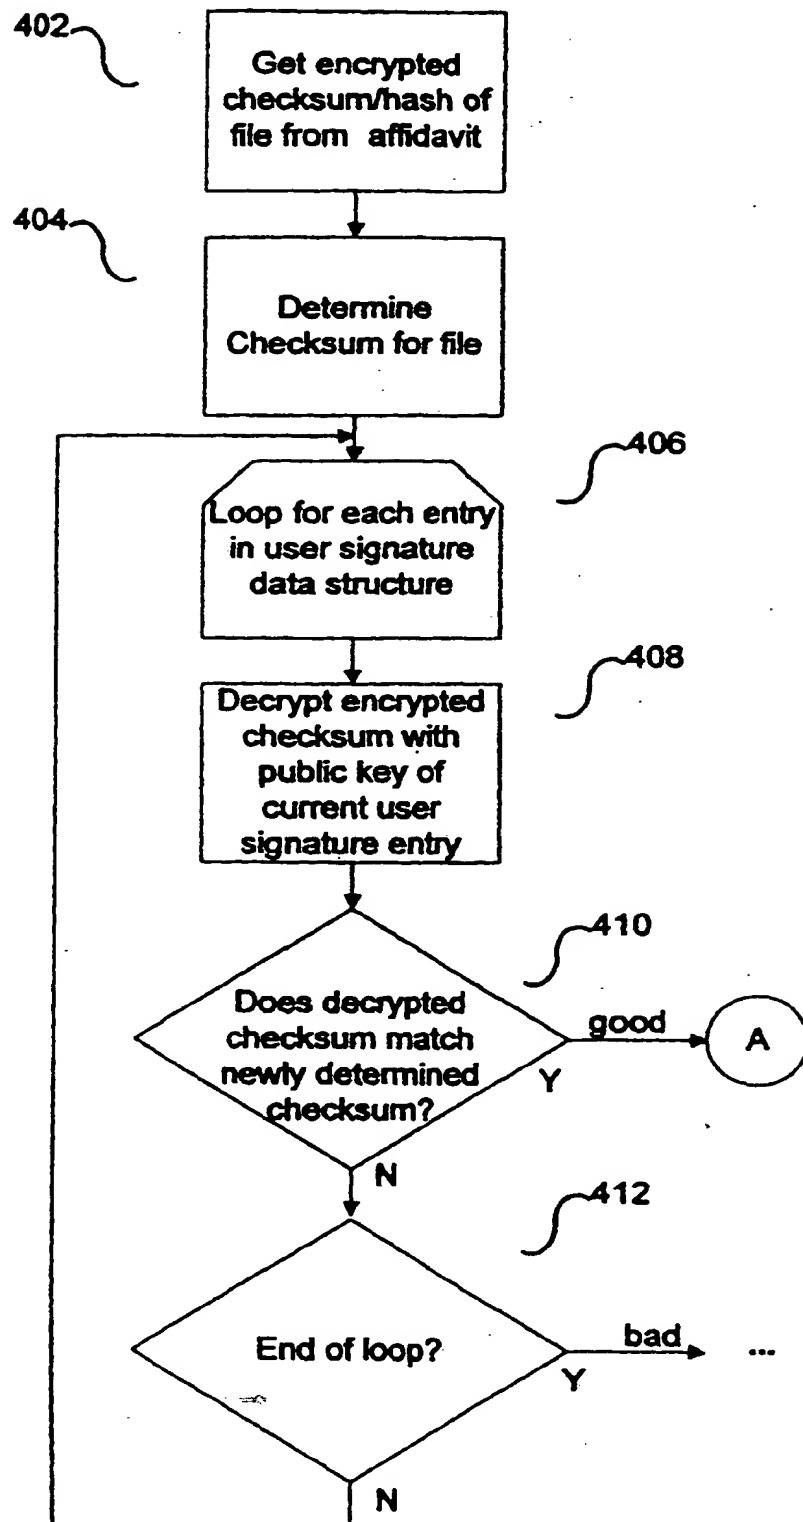 402
Get encrypted
checksum/hash of
file from affidavit
404
Determine
Checksum for file
406
Loop for each entry
in user signature
data structure
408
Decrypt encrypted
checksum with
public key of
current user
signature entry
410
Does decrypted
checksum match
newly determined
checksum?
good
A
Y
N
412
End of loop?
bad
...
Y
N